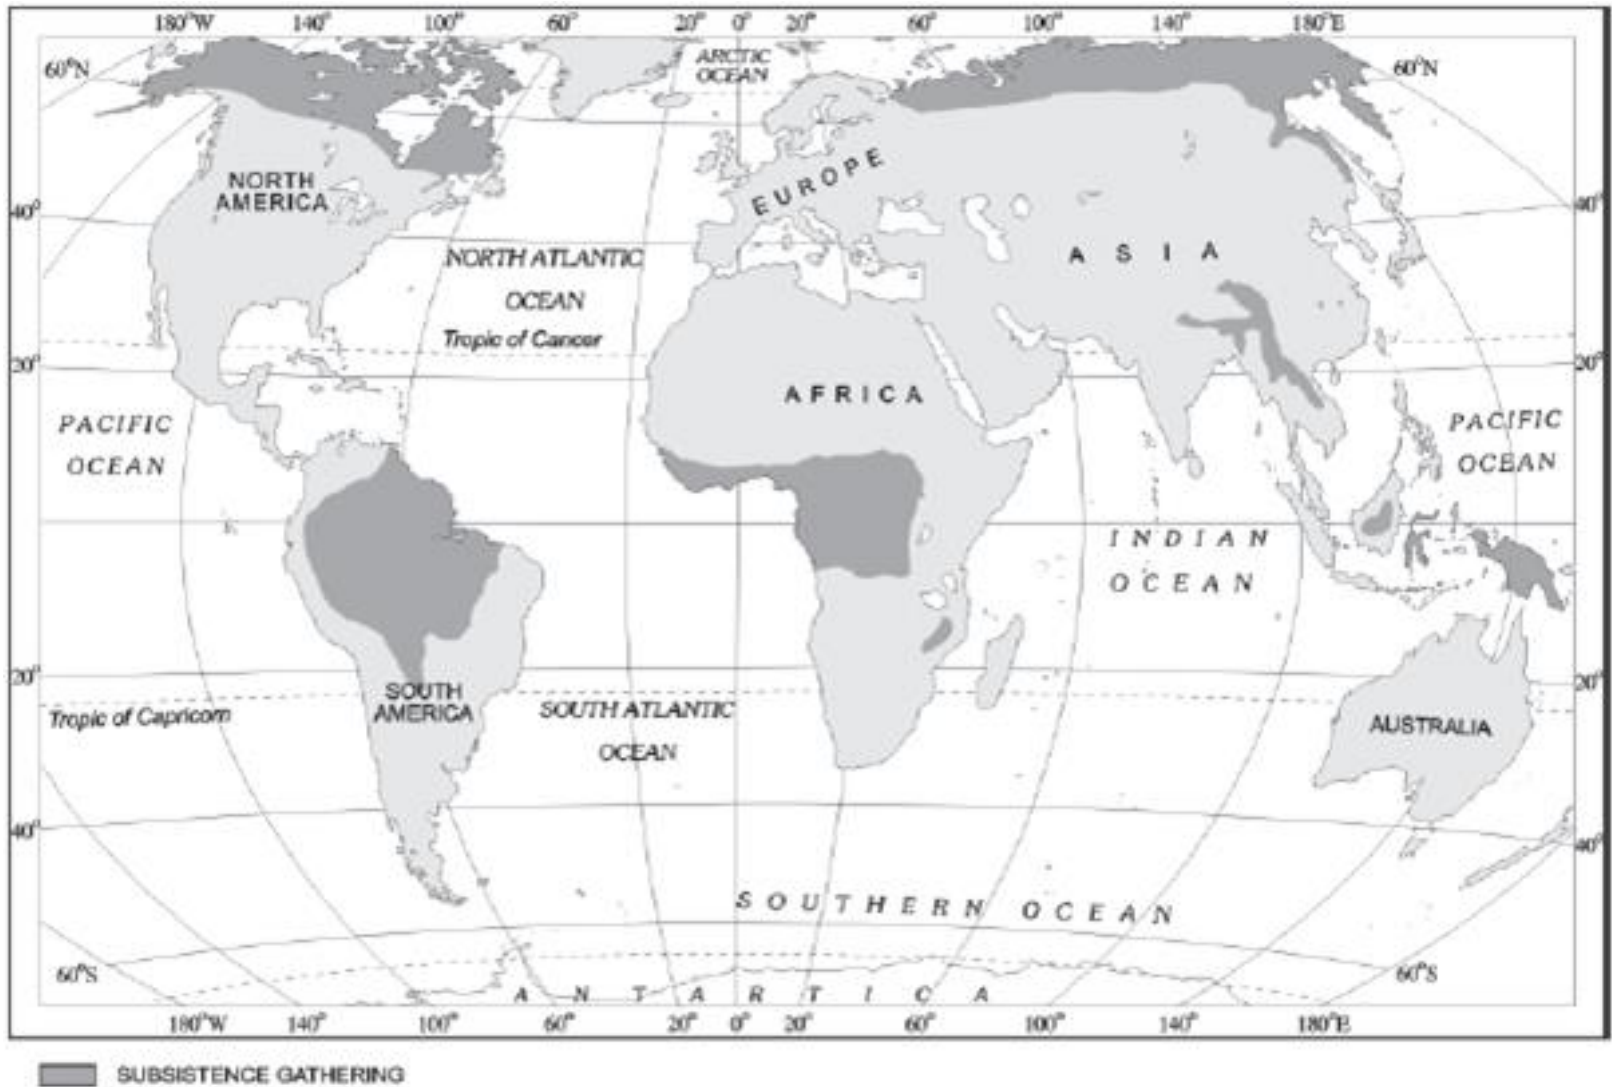 180°W 140° 100° 60° 20° 0° 20° 60° 100° 140° 180°E
ARCTIC
OCEAN
60°N
60°N
NORTH
AMERICA
EUROPE
40°
40°
ASIA
NORTH ATLANTIC
OCEAN
Tropic of Cancer
20°
20°
AFRICA
PACIFIC
OCEAN
PACIFIC
OCEAN
INDIAN
OCEAN
20°
20°
SOUTH
AMERICA
Tropic of Capricorn
SOUTH ATLANTIC
OCEAN
AUSTRALIA
40°
40°
SOUTHERN OCEAN
60°S
60°S
ANTARTICA
180°W 140° 100° 60° 20° 0° 20° 60° 100° 140° 180°E
SUBSISTENCE GATHERING